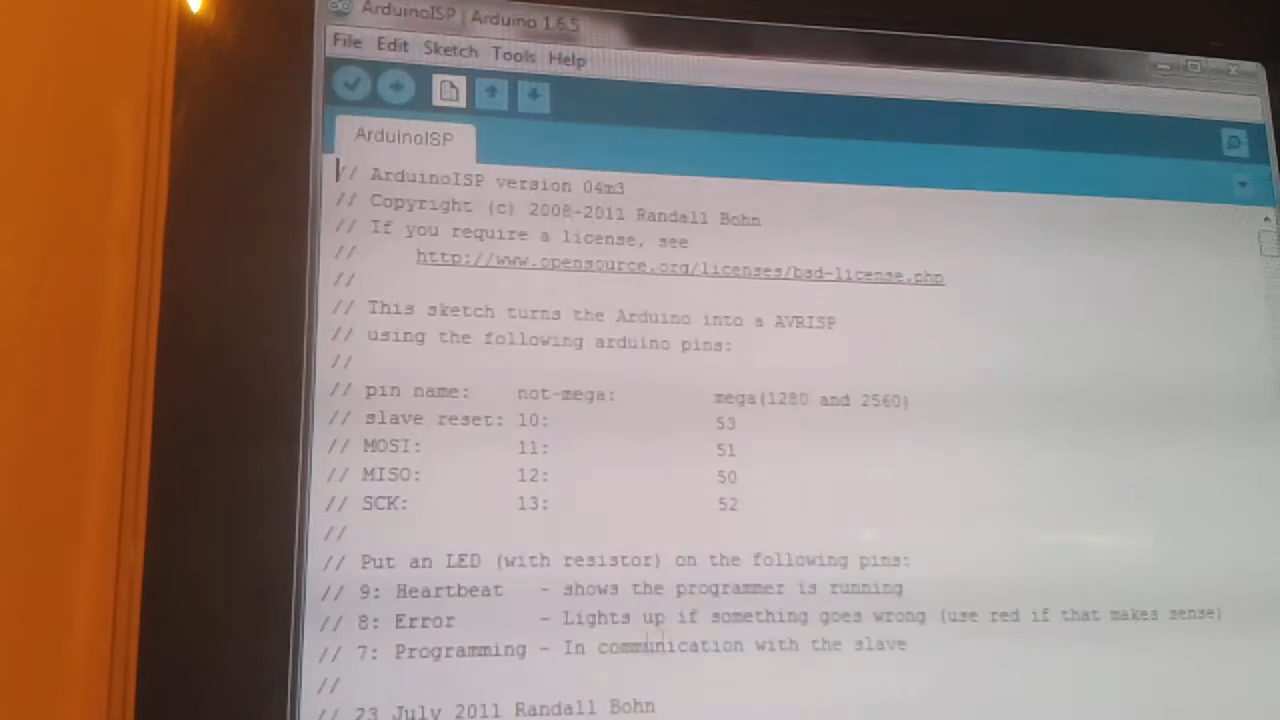 ArduinoISP | Arduino 1.6.5
File Edit Sketch Tools Help
ArduinoISP
// ArduinoISP version 04m3
// Copyright (c) 2008-2011 Randall Bohn
// If you require a license, see
// http://www.opensource.org/licenses/bsd-license.php
//
// This sketch turns the Arduino into a AVRISP
// using the following arduino pins:
//
// pin name: not-mega: mega(1280 and 2560)
// slave reset: 10: 53
// MOSI: 11: 51
// MISO: 12: 50
// SCK: 13: 52
//
// Put an LED (with resistor) on the following pins:
// 9: Heartbeat - shows the programmer is running
// 8: Error - Lights up if something goes wrong (use red if that makes sense)
// 7: Programming - In communication with the slave
//
// 23 July 2011 Randall Bohn